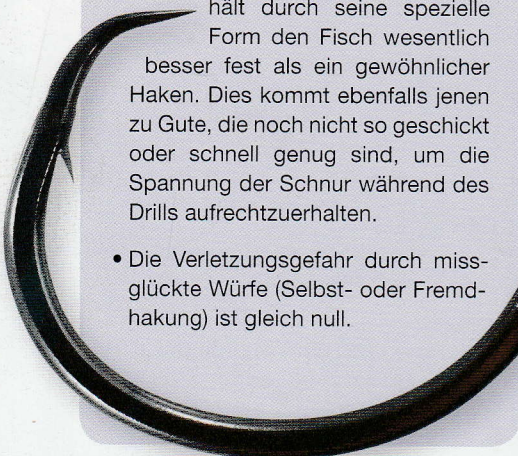 hält durch seine spezielle
Form den Fisch wesentlich
besser fest als ein gewöhnlicher
Haken. Dies kommt ebenfalls jenen
zu Gute, die noch nicht so geschickt
oder schnell genug sind, um die
Spannung der Schnur während des
Drills aufrechtzuerhalten.
• Die Verletzungsgefahr durch miss-
glückte Würfe (Selbst- oder Fremd-
hakung) ist gleich null.